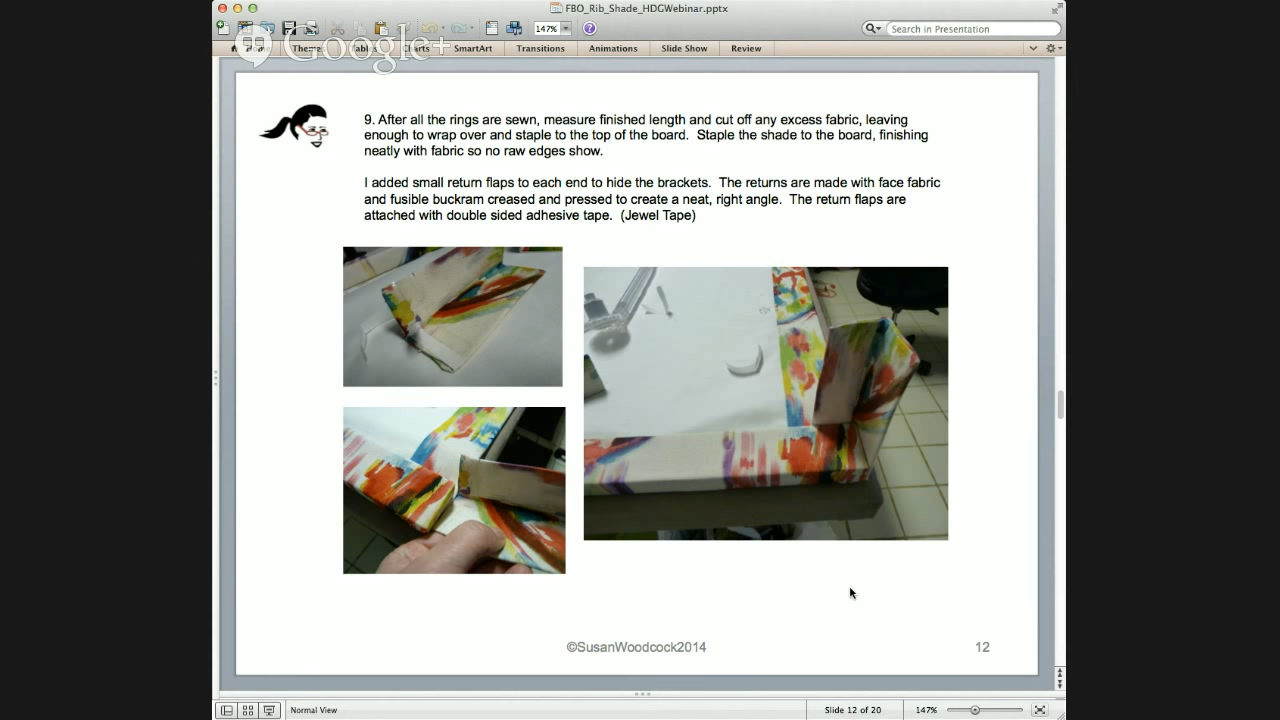 FBO_Rib_Shade_HDGWebinar.pptx
147%
Search in Presentation
Google+
Themes Tables Charts SmartArt Transitions Animations Slide Show Review
9. After all the rings are sewn, measure finished length and cut off any excess fabric, leaving
enough to wrap over and staple to the top of the board. Staple the shade to the board, finishing
neatly with fabric so no raw edges show.
I added small return flaps to each end to hide the brackets. The returns are made with face fabric
and fusible buckram creased and pressed to create a neat, right angle. The return flaps are
attached with double sided adhesive tape. (Jewel Tape)
©SusanWoodcock2014
12
Normal View
Slide 12 of 20
147%